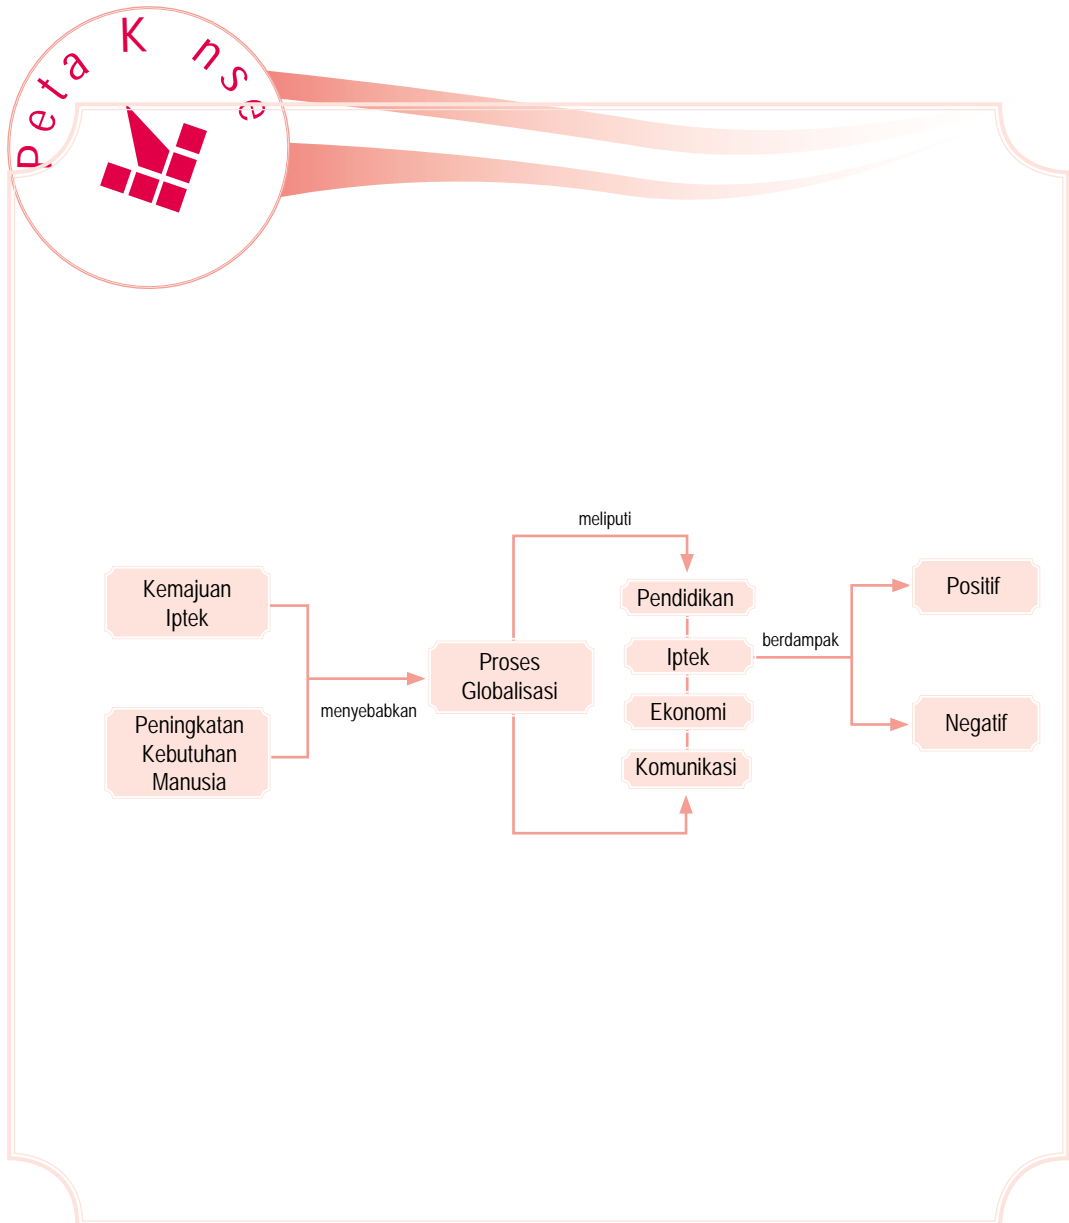 Peta K nse
meliputi
Kemajuan
Iptek
Pendidikan
Positif
berdampak
Iptek
Proses
Globalisasi
menyebabkan
Ekonomi
Peningkatan
Kebutuhan
Manusia
Negatif
Komunikasi